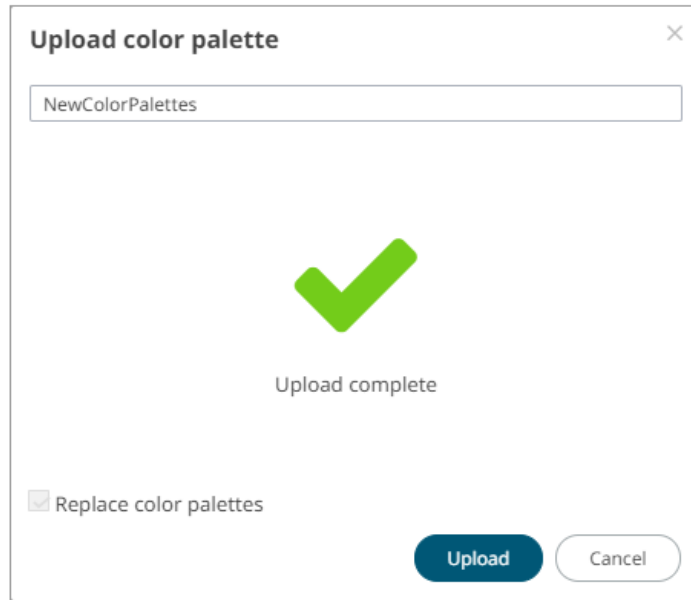 Upload color palette
NewColorPalettes
Upload complete
Replace color palettes
Upload
Cancel